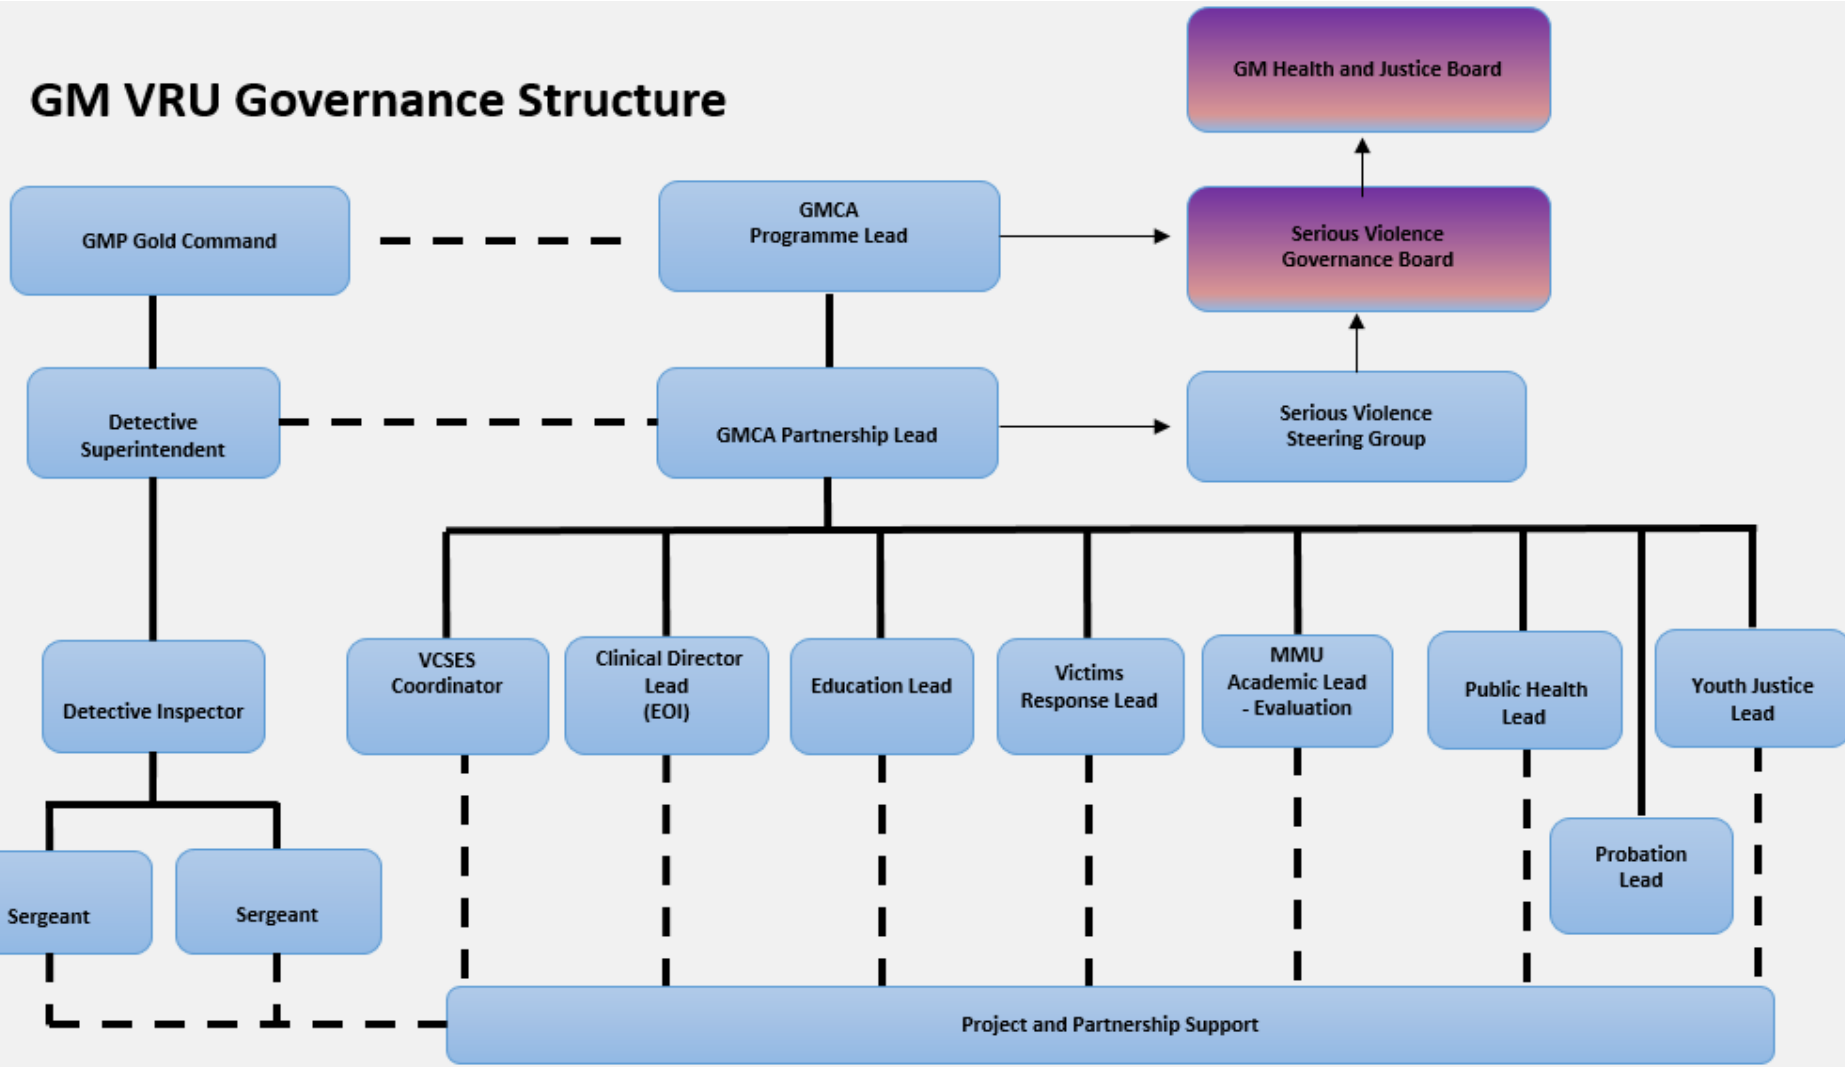 GM VRU Governance Structure
GM Health and Justice Board
GMP Gold Command
GMCA
Programme Lead
Serious Violence
Governance Board
Detective
Superintendent
GMCA Partnership Lead
Serious Violence
Steering Group
Detective Inspector
VCSES
Coordinator
Clinical Director
Lead
(EOI)
Education Lead
Victims
Response Lead
MMU
Academic Lead
- Evaluation
Public Health
Lead
Youth Justice
Lead
Probation
Lead
Sergeant
Sergeant
Project and Partnership Support